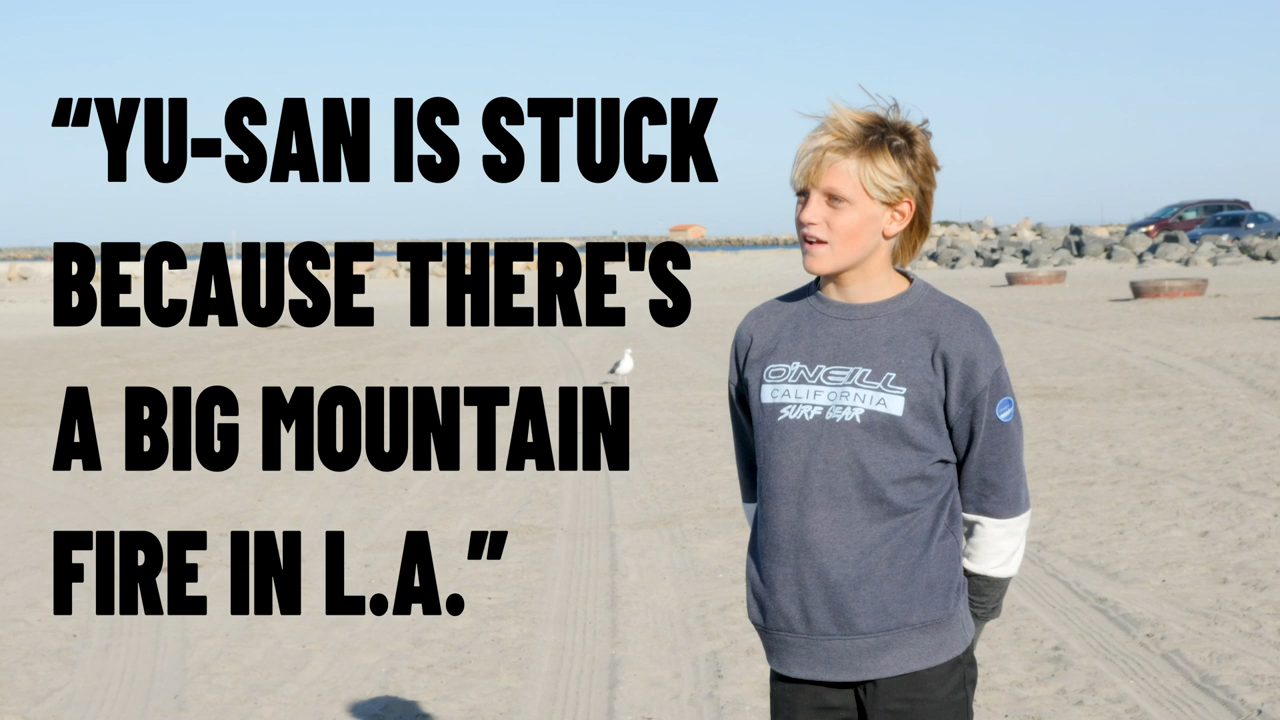 “YU-SAN IS STUCK
BECAUSE THERE'S
A BIG MOUNTAIN
FIRE IN L.A.”
O'NEILL
CALIFORNIA
SURF GEAR